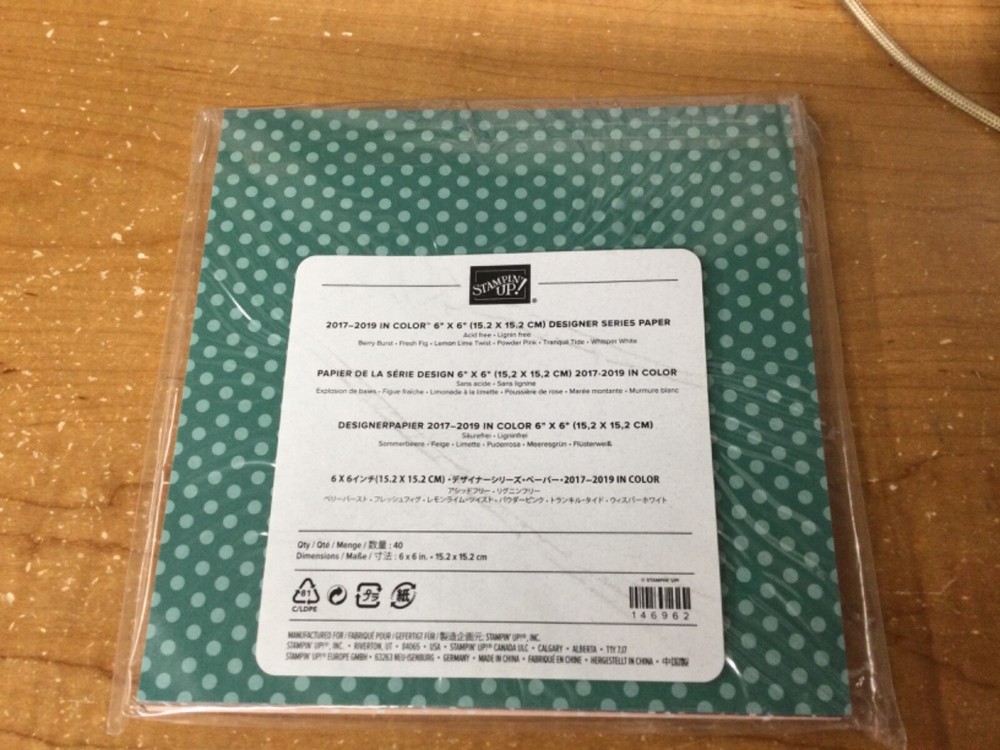 STAMPIN' UP!®
2017–2019 IN COLOR™ 6" X 6" (15.2 X 15.2 CM) DESIGNER SERIES PAPER
Acid free • Lignin free
Berry Burst • Fresh Fig • Lemon Lime Twist • Powder Pink • Tranquil Tide • Whisper White
PAPIER DE LA SÉRIE DESIGN 6" X 6" (15,2 X 15,2 CM) 2017-2019 IN COLOR
Sans acide • Sans lignine
Explosion de baies • Figue fraîche • Limonade à la limette • Poussière de rose • Marée montante • Murmure blanc
DESIGNERPAPIER 2017–2019 IN COLOR 6" X 6" (15,2 X 15,2 CM)
Säurefrei • Ligninfrei
Sommerbeere • Feige • Limette • Puderrosa • Meeresgrün • Flüsterweiß
6 X 6インチ(15.2 X 15.2 CM)・デザイナーシリーズ・ペーパー・2017–2019 IN COLOR
アシッドフリー・リグニンフリー
ベリーバースト・フレッシュフィグ・レモンライム・ツイスト・パウダーピンク・トランキル・タイド・ウィスパーホワイト
Qty / Qté / Menge / 数量 : 40
Dimensions / Maße / 寸法 : 6 x 6 in. • 15.2 x 15.2 cm
© STAMPIN' UP!
81
C/LDPE
プラ
紙
146962
MANUFACTURED FOR / FABRIQUÉ POUR / GEFERTIGT FÜR / 製造企画元: STAMPIN' UP!®, INC.
STAMPIN' UP!®, INC. • RIVERTON, UT • 84065 • USA • STAMPIN' UP!® CANADA ULC • CALGARY • ALBERTA • T1Y 7J7
STAMPIN' UP!® EUROPE GMBH • 63263 NEU-ISENBURG • GERMANY • MADE IN CHINA • FABRIQUÉ EN CHINE • HERGESTELLT IN CHINA • 中国製